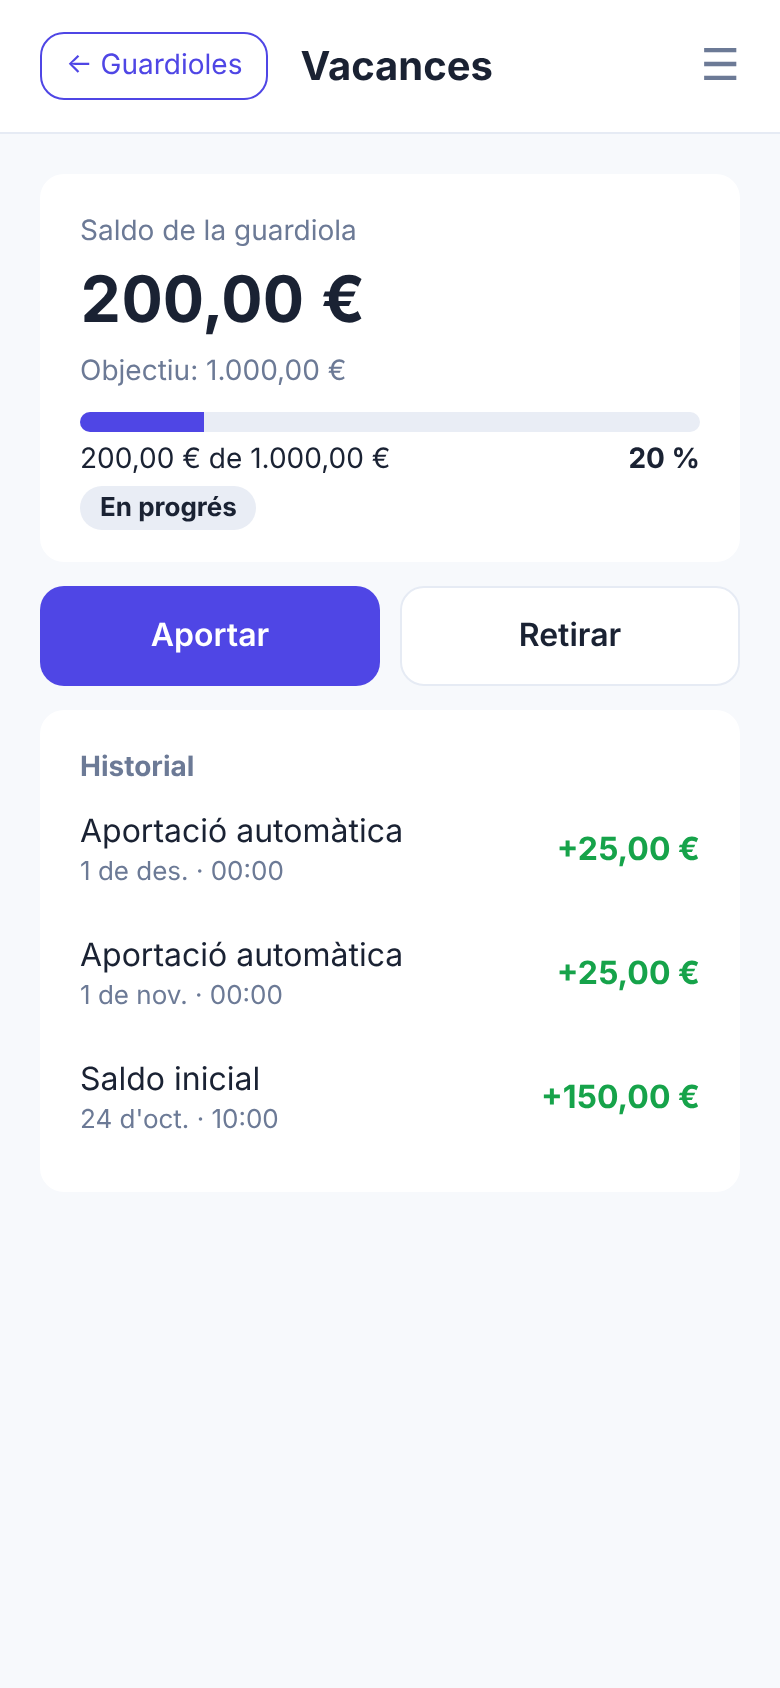 ← Guardioles
Vacances
Saldo de la guardiola
200,00 €
Objectiu: 1.000,00 €
200,00 € de 1.000,00 €
20 %
En progrés
Aportar
Retirar
Historial
Aportació automàtica
+25,00 €
1 de des. · 00:00
Aportació automàtica
+25,00 €
1 de nov. · 00:00
Saldo inicial
+150,00 €
24 d'oct. · 10:00